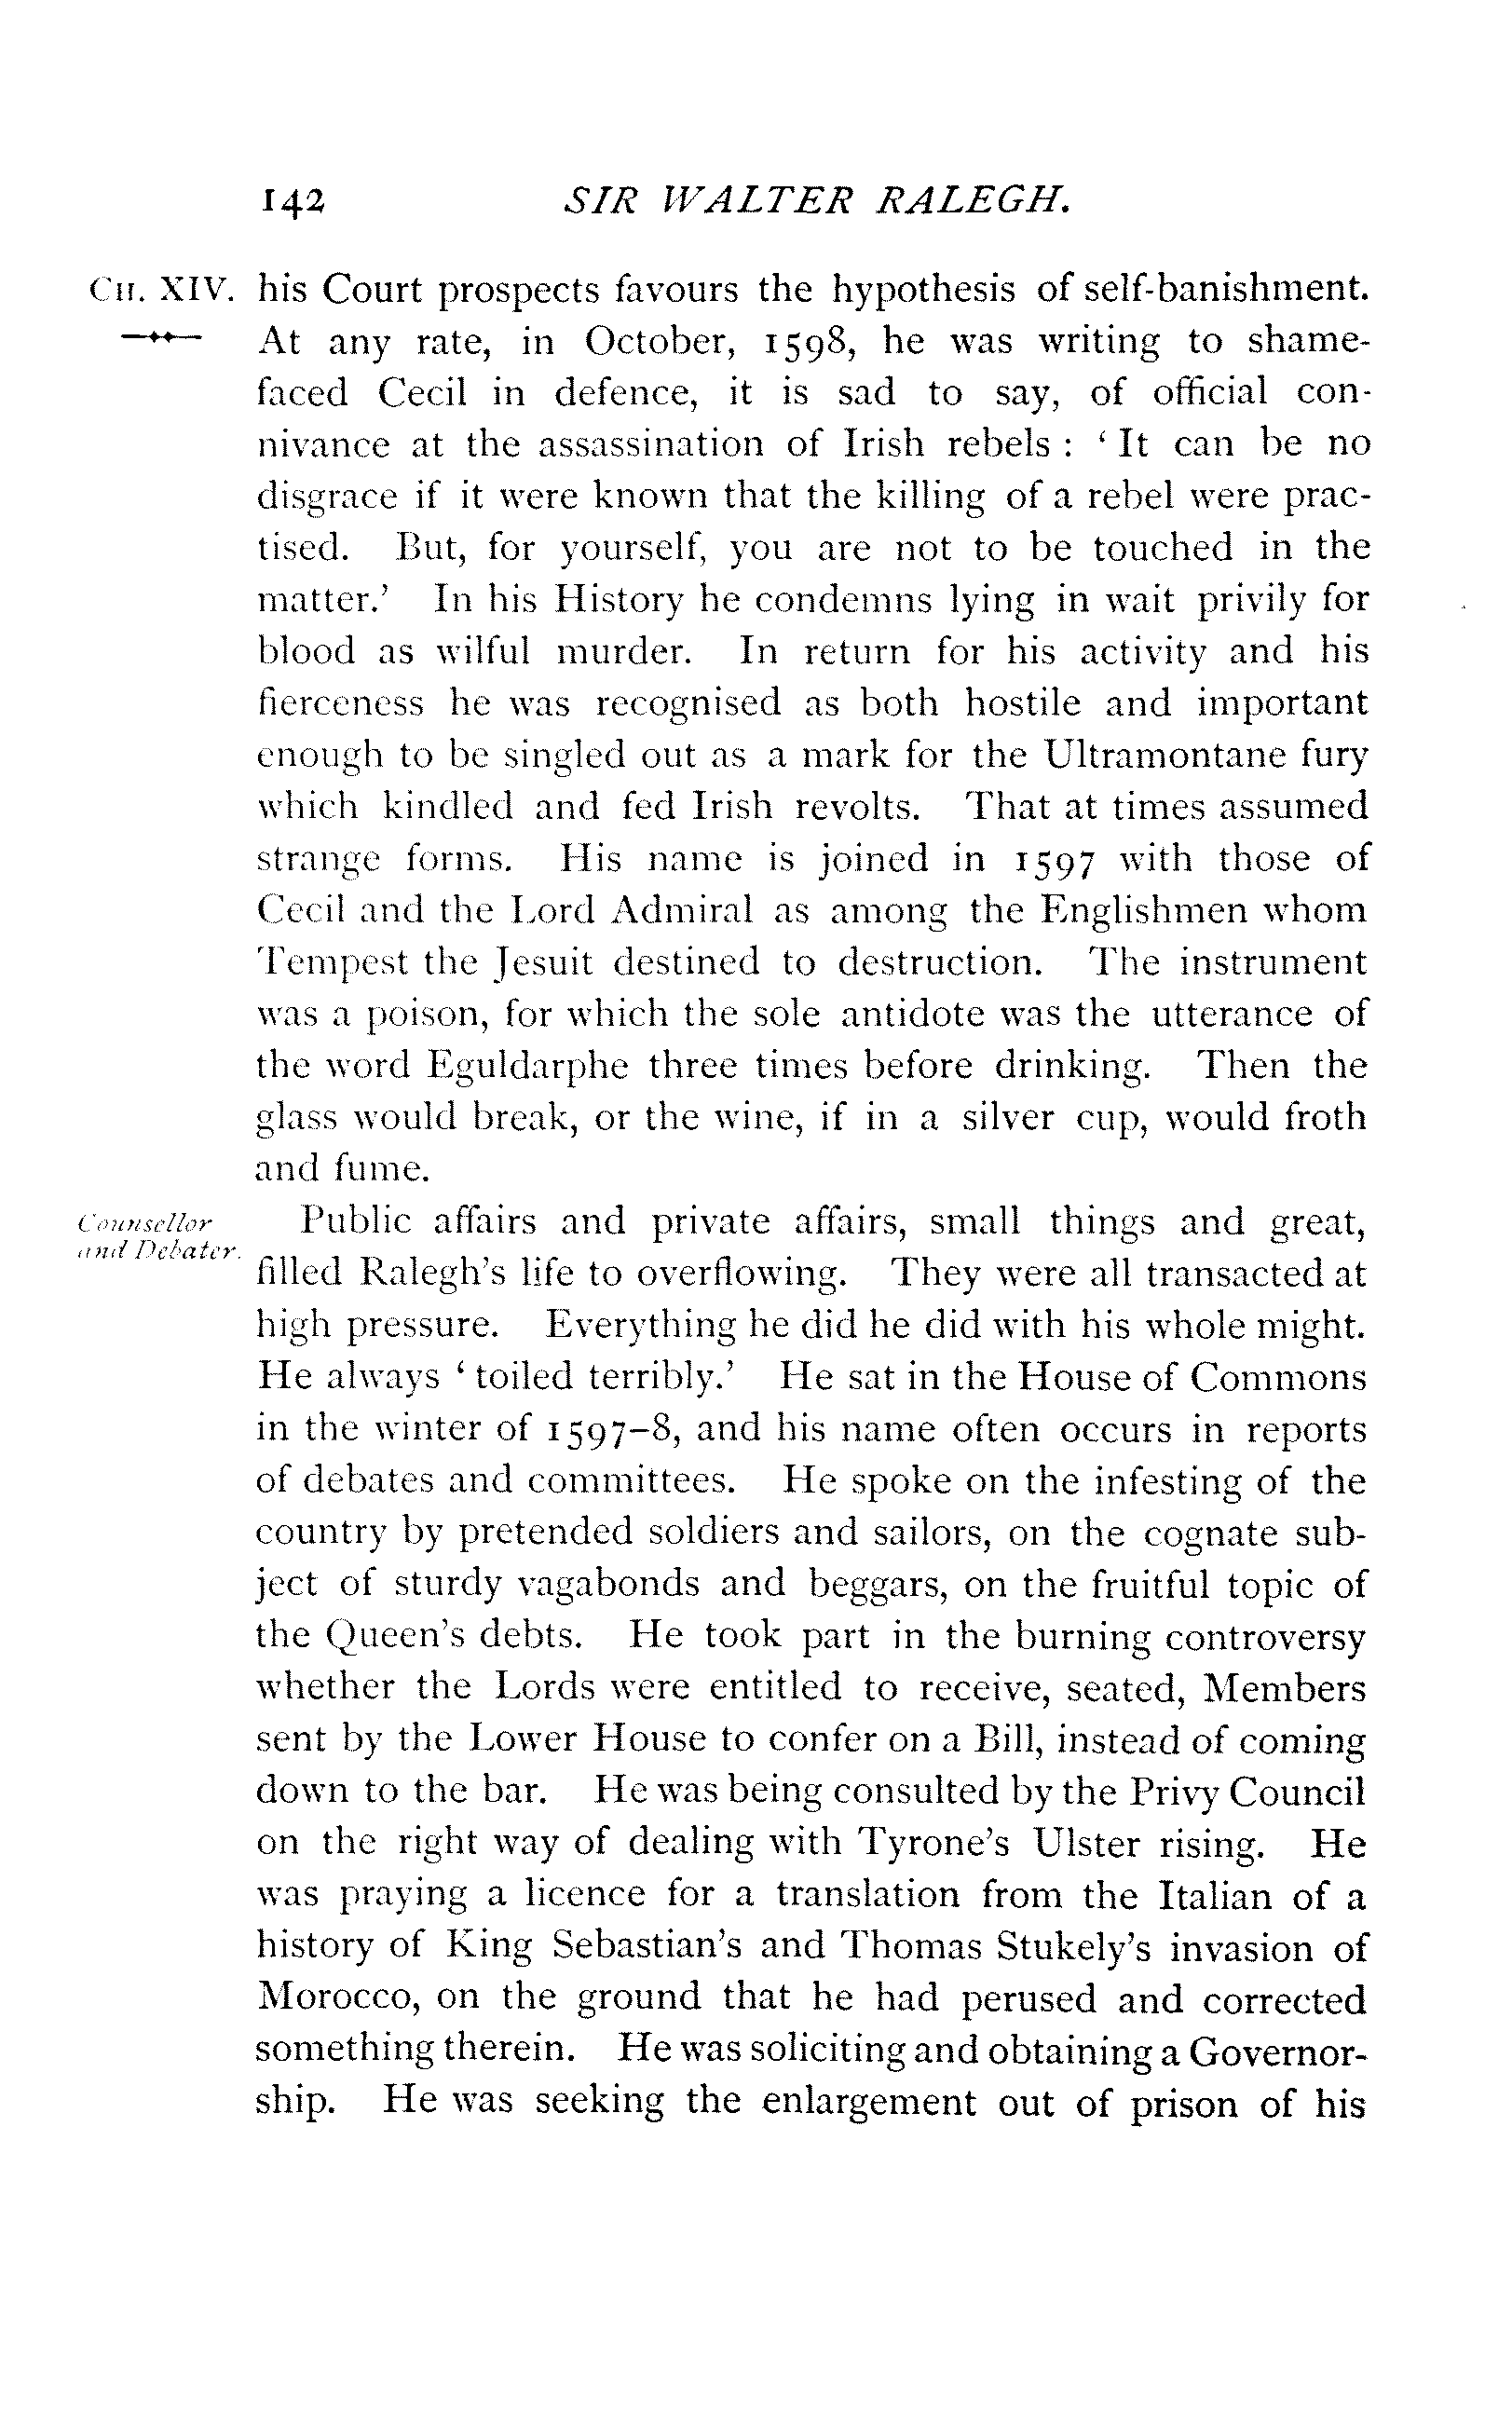 142 SIR WALTER RALEGH.
CH. XIV. his Court prospects favours the hypothesis of self-banishment.
At any rate, in October, 1598, he was writing to shame-
faced Cecil in defence, it is sad to say, of official con-
nivance at the assassination of Irish rebels : ‘ It can be no
disgrace if it were known that the killing of a rebel were prac-
tised. But, for yourself, you are not to be touched in the
matter.’ In his History he condemns lying in wait privily for
blood as wilful murder. In return for his activity and his
fierceness he was recognised as both hostile and important
enough to be singled out as a mark for the Ultramontane fury
which kindled and fed Irish revolts. That at times assumed
strange forms. His name is joined in 1597 with those of
Cecil and the Lord Admiral as among the Englishmen whom
Tempest the Jesuit destined to destruction. The instrument
was a poison, for which the sole antidote was the utterance of
the word Eguldarphe three times before drinking. Then the
glass would break, or the wine, if in a silver cup, would froth
and fume.
Counsellor
and Debater.
Public affairs and private affairs, small things and great,
filled Ralegh's life to overflowing. They were all transacted at
high pressure. Everything he did he did with his whole might.
He always ‘ toiled terribly.’ He sat in the House of Commons
in the winter of 1597–8, and his name often occurs in reports
of debates and committees. He spoke on the infesting of the
country by pretended soldiers and sailors, on the cognate sub-
ject of sturdy vagabonds and beggars, on the fruitful topic of
the Queen's debts. He took part in the burning controversy
whether the Lords were entitled to receive, seated, Members
sent by the Lower House to confer on a Bill, instead of coming
down to the bar. He was being consulted by the Privy Council
on the right way of dealing with Tyrone's Ulster rising. He
was praying a licence for a translation from the Italian of a
history of King Sebastian's and Thomas Stukely's invasion of
Morocco, on the ground that he had perused and corrected
something therein. He was soliciting and obtaining a Governor-
ship. He was seeking the enlargement out of prison of his